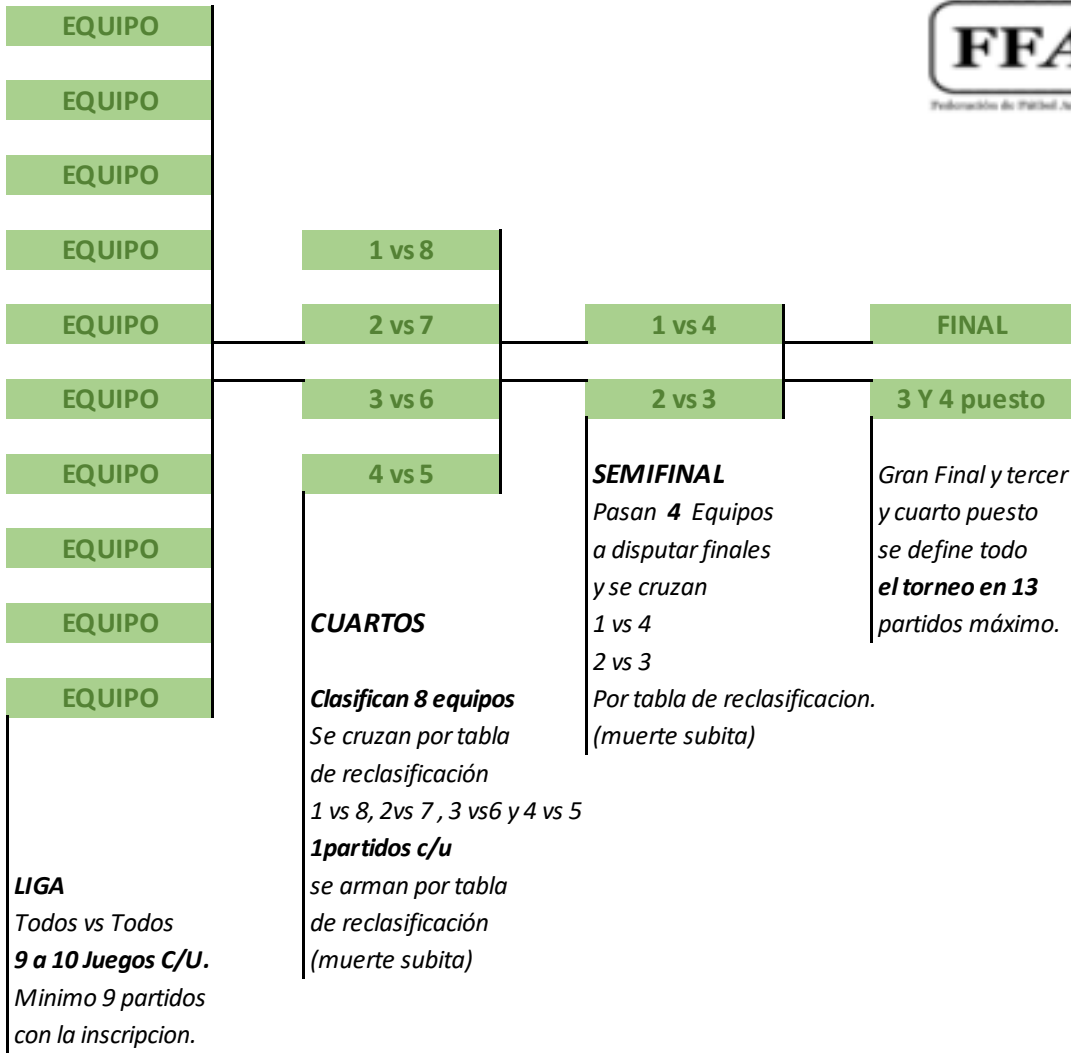 EQUIPO
EQUIPO
EQUIPO
EQUIPO
EQUIPO
EQUIPO
EQUIPO
EQUIPO
EQUIPO
EQUIPO
LIGA
Todos vs Todos
9 a 10 Juegos C/U.
Minimo 9 partidos
con la inscripcion.
1 vs 8
2 vs 7
3 vs 6
4 vs 5
CUARTOS
Clasifican 8 equipos
Se cruzan por tabla
de reclasificación
1 vs 8, 2vs 7 , 3 vs6 y 4 vs 5
1partidos c/u
se arman por tabla
de reclasificación
(muerte subita)
1 vs 4
2 vs 3
SEMIFINAL
Pasan 4 Equipos
a disputar finales
y se cruzan
1 vs 4
2 vs 3
Por tabla de reclasificacion.
(muerte subita)
FINAL
3 Y 4 puesto
Gran Final y tercer
y cuarto puesto
se define todo
el torneo en 13
partidos máximo.
FFA
Federación de Fútbol